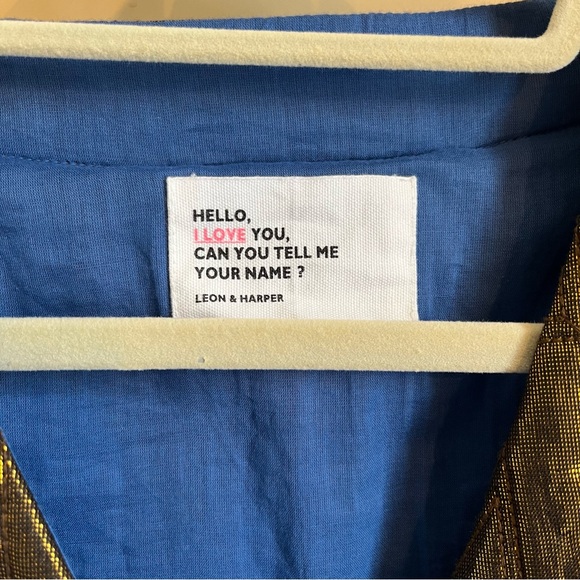 HELLO,
I LOVE YOU,
CAN YOU TELL ME
YOUR NAME ?
LEON & HARPER